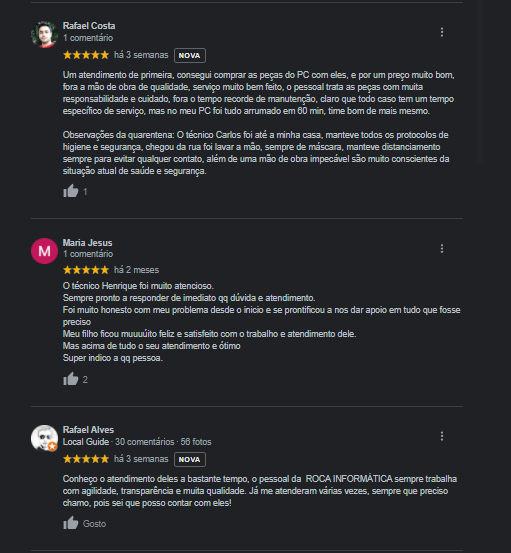 Rafael Costa
1 comentário
há 3 semanas NOVA
Um atendimento de primeira, consegui comprar as peças do PC com eles, e por um preço muito bom,
fora a mão de obra de qualidade, serviço muito bem feito, o pessoal trata as peças com muita
responsabilidade e cuidado, fora o tempo recorde de manutenção, claro que todo caso tem um tempo
específico de serviço, mas no meu PC foi tudo arrumado em 60 min, time bom de mais mesmo.
Observações da quarentena: O técnico Carlos foi até a minha casa, manteve todos os protocolos de
higiene e segurança, chegou da rua foi lavar a mão, sempre de máscara, manteve distanciamento
sempre para evitar qualquer contato, além de uma mão de obra impecável são muito conscientes da
situação atual de saúde e segurança.
1
M
Maria Jesus
1 comentário
há 2 meses
O técnico Henrique foi muito atencioso.
Sempre pronto a responder de imediato qq dúvida e atendimento.
Foi muito honesto com meu problema desde o inicio e se prontificou a nos dar apoio em tudo que fosse
preciso
Meu filho ficou muuuúito feliz e satisfeito com o trabalho e atendimento dele.
Mas acima de tudo o seu atendimento e ótimo
Super indico a qq pessoa.
2
Rafael Alves
Local Guide · 30 comentários · 56 fotos
há 3 semanas NOVA
Conheço o atendimento deles a bastante tempo, o pessoal da ROCA INFORMÁTICA sempre trabalha
com agilidade, transparência e muita qualidade. Já me atenderam várias vezes, sempre que preciso
chamo, pois sei que posso contar com eles!
Gosto